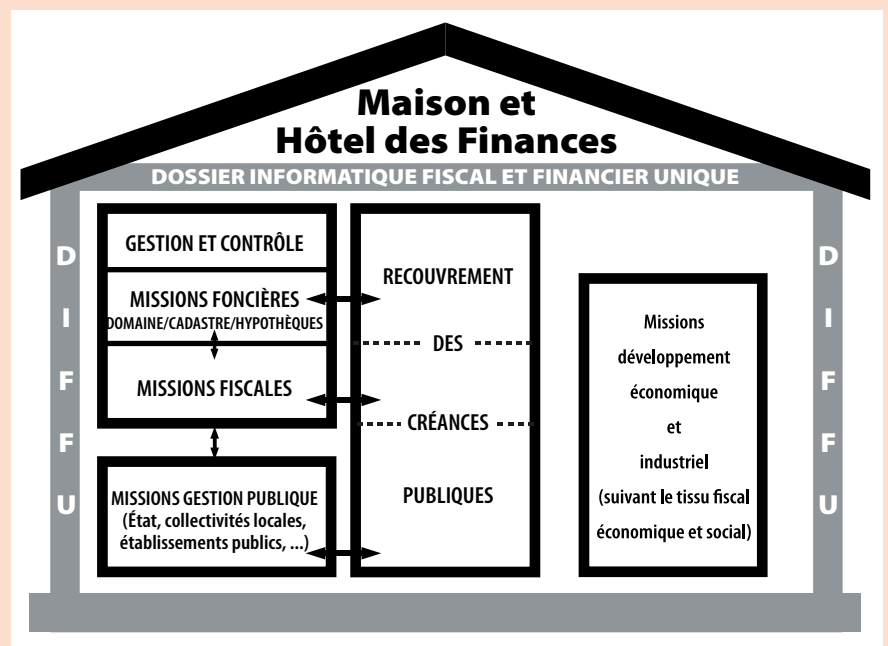 Maison et
Hôtel des Finances
DOSSIER INFORMATIQUE FISCAL ET FINANCIER UNIQUE
D
I
F
F
U
GESTION ET CONTRÔLE
MISSIONS FONCIÈRES
DOMAINE/CADASTRE/HYPOTHÈQUES
MISSIONS FISCALES
MISSIONS GESTION PUBLIQUE
(État, collectivités locales,
établissements publics, ...)
RECOUVREMENT
DES
CRÉANCES
PUBLIQUES
Missions
développement
économique
et
industriel
(suivant le tissu fiscal
économique et social)
D
I
F
F
U